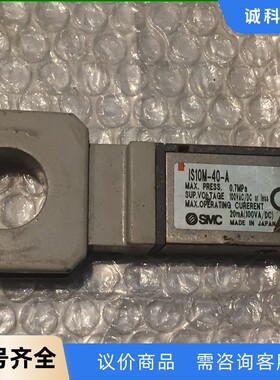 诚科
IS10M-40-A
MAX. PRESS. 0.7MPa
SUP.VOLTAGE 100VAC/DC or less
MAX.OPERATING CURERENT
20mA(100VA/DC)
SMC MADE IN JAPAN
号齐全
议价商品 需咨询客